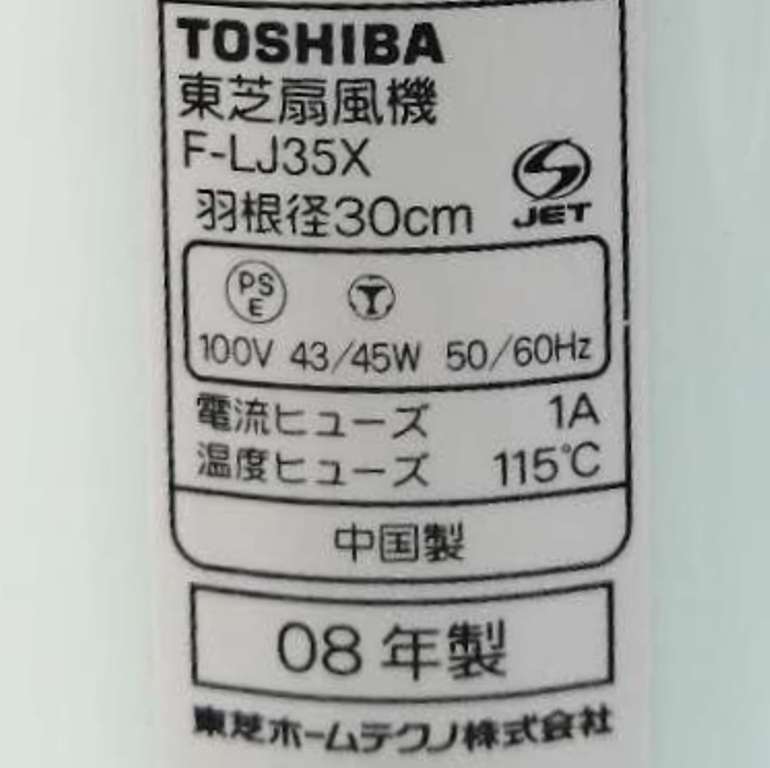 TOSHIBA
東芝扇風機
F-LJ35X
羽根径30cm
JET
PS
E
T
100V 43/45W 50/60Hz
電流ヒューズ 1A
温度ヒューズ 115℃
中国製
08年製
東芝ホームテクノ株式会社